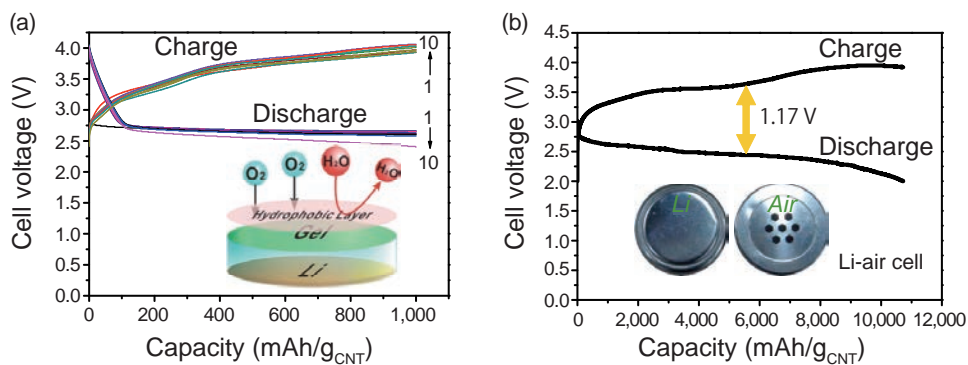 (a)
Cell voltage (V)
4.0
3.5
3.0
2.5
2.0
1.5
1.0
0.5
0.0
Charge
10
1
Discharge
1
10
O₂
O₂
H₂O
H₂O
Hydrophobic Layer
Gel
Li
0
200
400
600
800
1,000
Capacity (mAh/gCNT)
(b)
Cell voltage (V)
4.5
4.0
3.5
3.0
2.5
2.0
1.5
1.0
0.5
0.0
Charge
1.17 V
Discharge
Li
Air
Li-air cell
0
2,000
4,000
6,000
8,000
10,000
12,000
Capacity (mAh/gCNT)